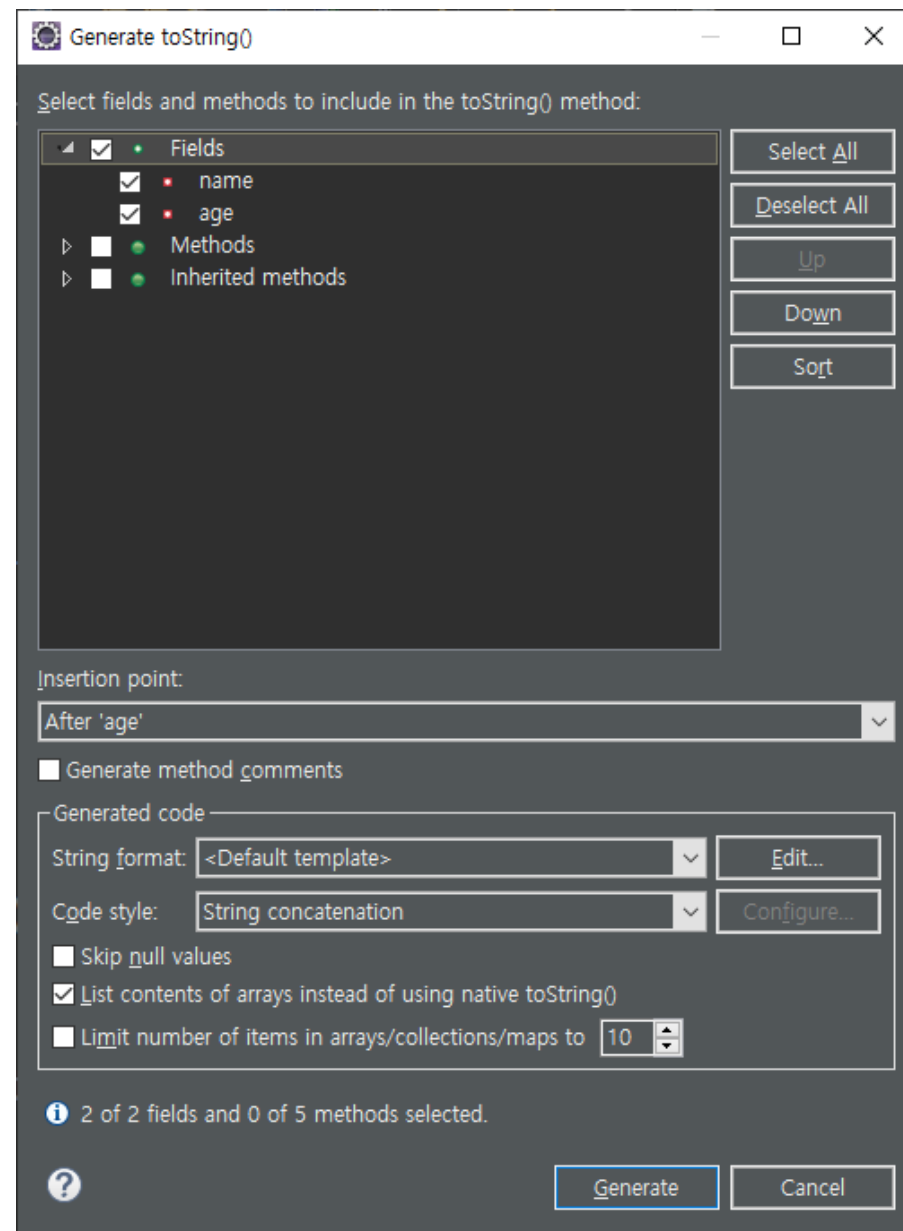 Generate toString()
Select fields and methods to include in the toString() method:
Fields
name
age
Methods
Inherited methods
Select All
Deselect All
Up
Down
Sort
Insertion point:
After 'age'
Generate method comments
Generated code
String format: <Default template> Edit...
Code style: String concatenation Configure...
Skip null values
List contents of arrays instead of using native toString()
Limit number of items in arrays/collections/maps to 10
2 of 2 fields and 0 of 5 methods selected.
Generate Cancel